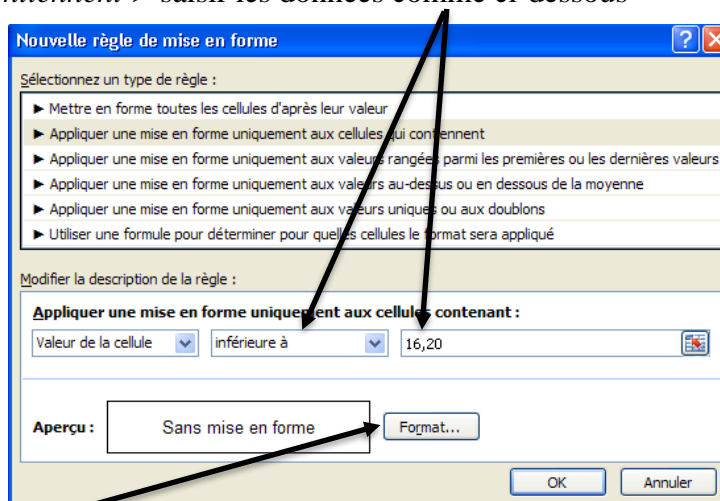 saisir les données comme ci-dessous
Nouvelle règle de mise en forme
Sélectionnez un type de règle :
► Mettre en forme toutes les cellules d'après leur valeur
► Appliquer une mise en forme uniquement aux cellules qui contiennent
► Appliquer une mise en forme uniquement aux valeurs rangées parmi les premières ou les dernières valeurs
► Appliquer une mise en forme uniquement aux valeurs au-dessus ou en dessous de la moyenne
► Appliquer une mise en forme uniquement aux valeurs uniques ou aux doublons
► Utiliser une formule pour déterminer pour quelles cellules le format sera appliqué
Modifier la description de la règle :
Appliquer une mise en forme uniquement aux cellules contenant :
Valeur de la cellule inférieure à 16,20
Aperçu : Sans mise en forme Format...
OK Annuler